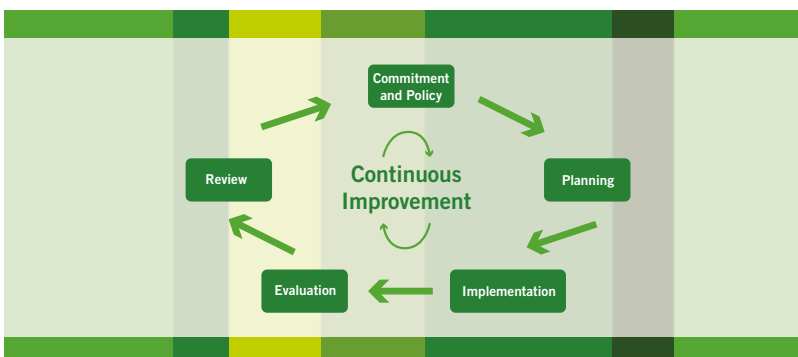 Commitment
and Policy
Planning
Implementation
Evaluation
Review
Continuous
Improvement